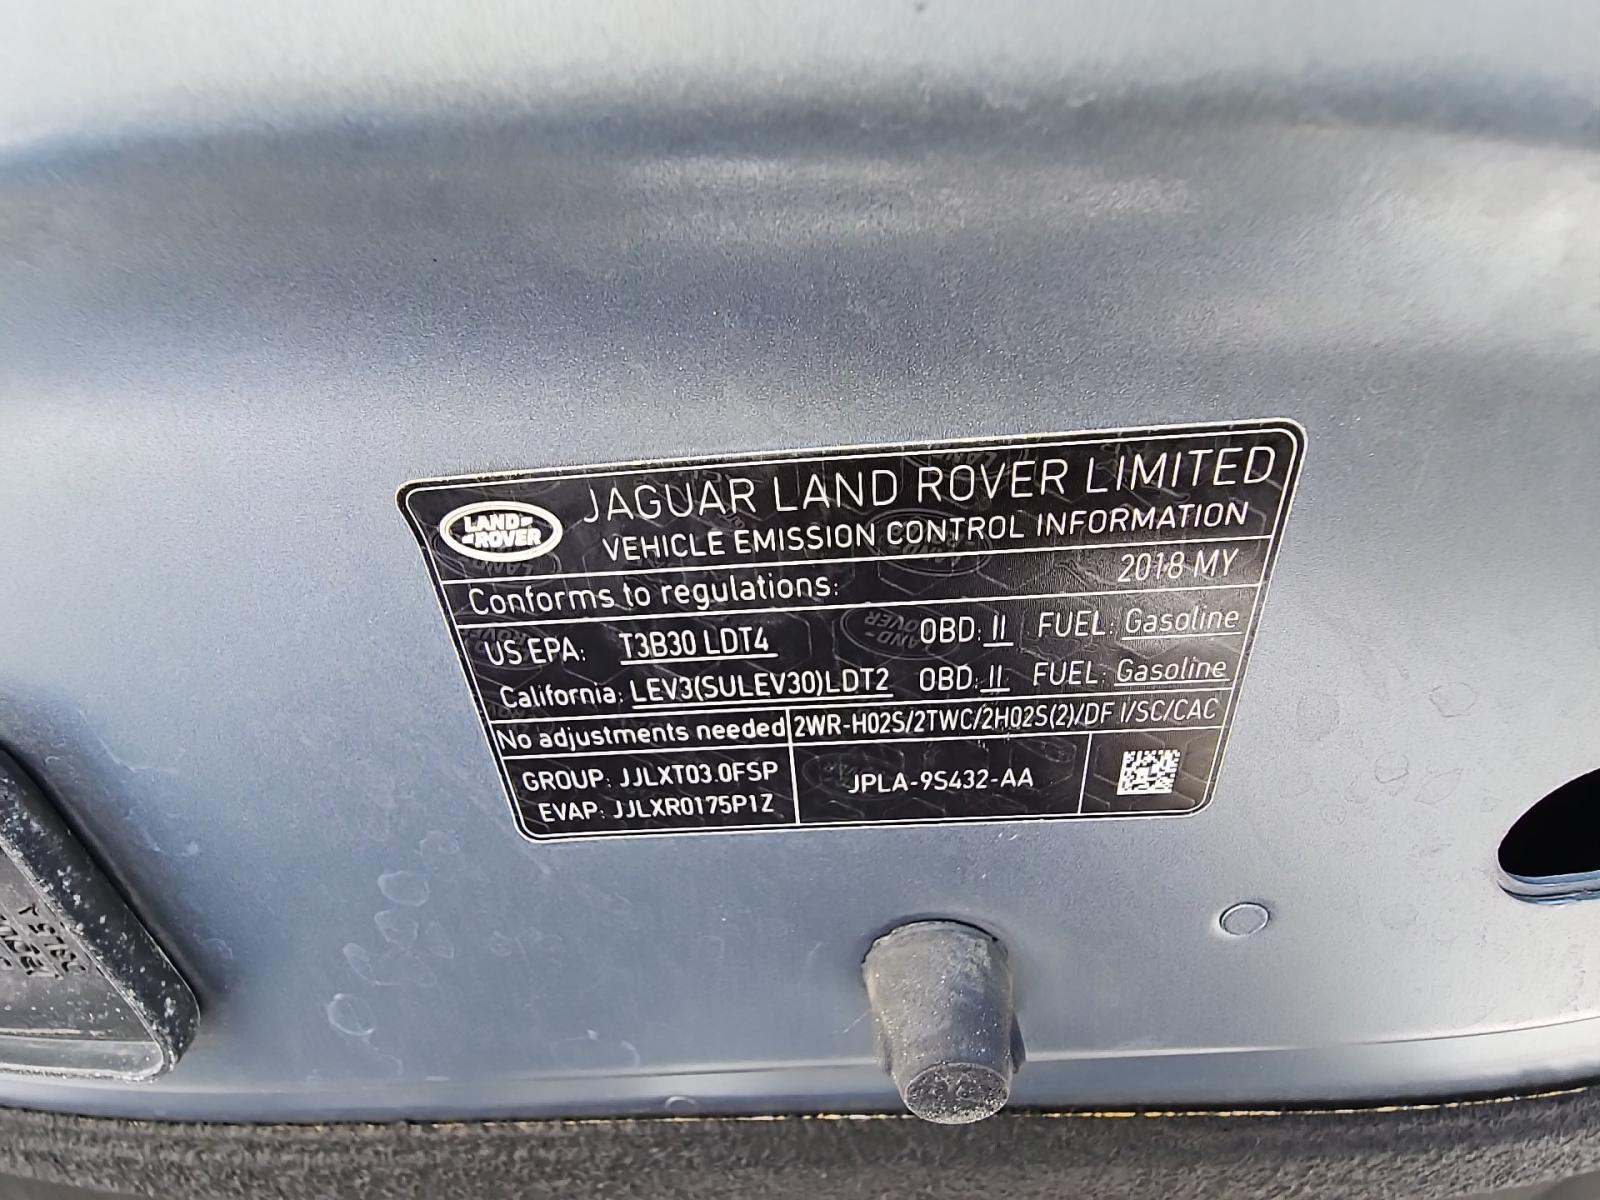 LAND-
-ROVER
JAGUAR LAND ROVER LIMITED
VEHICLE EMISSION CONTROL INFORMATION
Conforms to regulations: 2018 MY
US EPA: T3B30 LDT4 OBD: II FUEL: Gasoline
California: LEV3(SULEV30)LDT2 OBD: II FUEL: Gasoline
No adjustments needed 2WR-HO2S/2TWC/2HO2S(2)/DF I/SC/CAC
GROUP: JJLXT03.0FSP JPLA-9S432-AA
EVAP: JJLXR0175P1Z